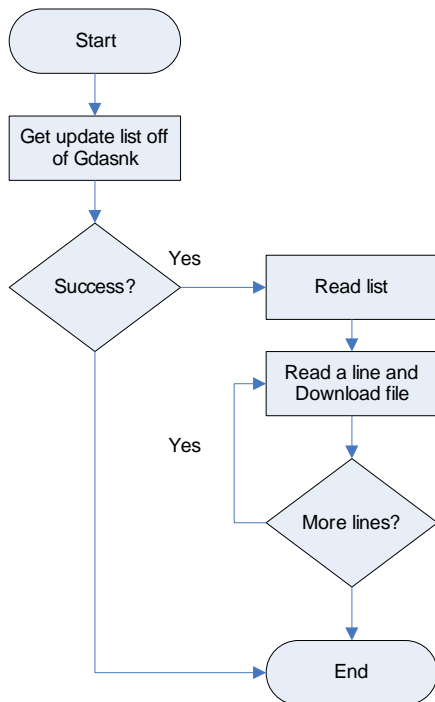 Start
Get update list off
of Gdasnk
Success?
Yes
Read list
Read a line and
Download file
Yes
More lines?
End